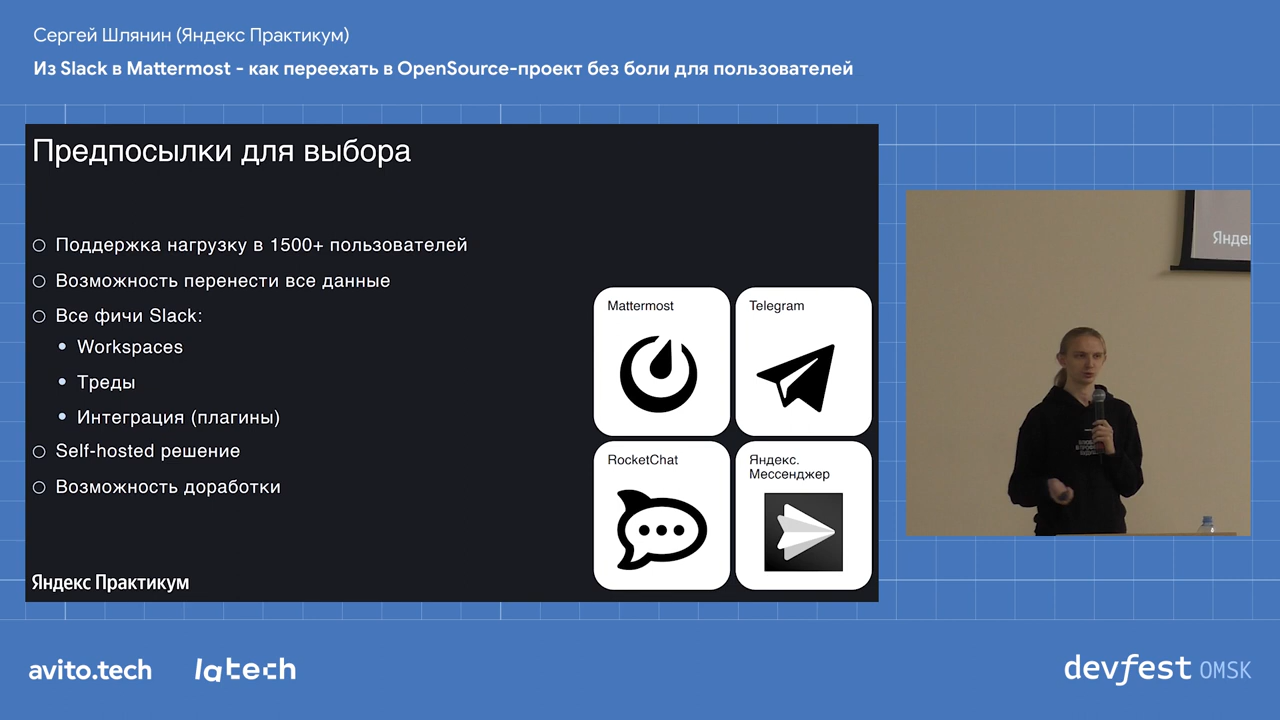 Сергей Шлянин (Яндекс Практикум)
Из Slack в Mattermost - как переехать в OpenSource-проект без боли для пользователей
Предпосылки для выбора
Поддержка нагрузку в 1500+ пользователей
Возможность перенести все данные
Все фичи Slack:
Workspaces
Треды
Интеграция (плагины)
Self-hosted решение
Возможность доработки
Mattermost
Telegram
RocketChat
Яндекс.
Мессенджер
Яндекс Практикум
Яндe
avito.tech
latech
devfest OMSK